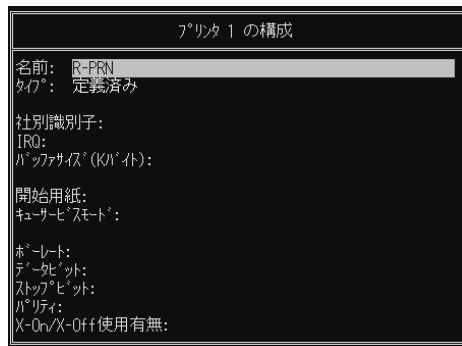 ﾌﾟﾘﾝﾀ 1 の構成
名前: R-PRN
ﾀｲﾌﾟ: 定義済み
社別識別子:
IRQ:
ﾊﾞｯﾌｧｻｲｽﾞ(Kﾊﾞｲﾄ):
開始用紙:
ｷｭｰｻｰﾋﾞｽﾓｰﾄﾞ:
ﾎﾞｰﾚｰﾄ:
ﾃﾞｰﾀﾋﾞｯﾄ:
ｽﾄｯﾌﾟﾋﾞｯﾄ:
ﾊﾟﾘﾃｨ:
X-On/X-Off使用有無: